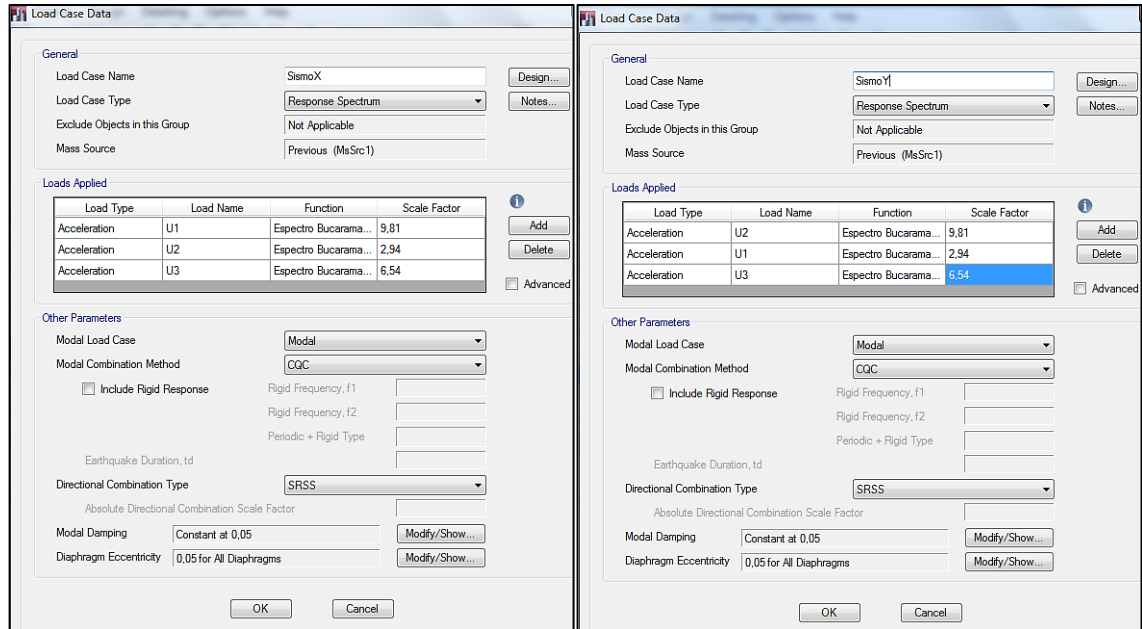 Load Case Data
General
Load Case Name SismoX Design...
Load Case Type Response Spectrum Notes...
Exclude Objects in this Group Not Applicable
Mass Source Previous (MsSrc1)
Loads Applied
Load Type Load Name Function Scale Factor
Acceleration U1 Espectro Bucarama... 9,81 Add
Acceleration U2 Espectro Bucarama... 2,94 Delete
Acceleration U3 Espectro Bucarama... 6,54
Advanced
Other Parameters
Modal Load Case Modal
Modal Combination Method CQC
Include Rigid Response Rigid Frequency, f1
Rigid Frequency, f2
Periodic + Rigid Type
Earthquake Duration, td
Directional Combination Type SRSS
Absolute Directional Combination Scale Factor
Modal Damping Constant at 0,05 Modify/Show...
Diaphragm Eccentricity 0,05 for All Diaphragms Modify/Show...
OK Cancel
Load Case Data
General
Load Case Name SismoY Design...
Load Case Type Response Spectrum Notes...
Exclude Objects in this Group Not Applicable
Mass Source Previous (MsSrc1)
Loads Applied
Load Type Load Name Function Scale Factor
Acceleration U2 Espectro Bucarama... 9,81 Add
Acceleration U1 Espectro Bucarama... 2,94 Delete
Acceleration U3 Espectro Bucarama... 6,54
Advanced
Other Parameters
Modal Load Case Modal
Modal Combination Method CQC
Include Rigid Response Rigid Frequency, f1
Rigid Frequency, f2
Periodic + Rigid Type
Earthquake Duration, td
Directional Combination Type SRSS
Absolute Directional Combination Scale Factor
Modal Damping Constant at 0,05 Modify/Show...
Diaphragm Eccentricity 0,05 for All Diaphragms Modify/Show...
OK Cancel